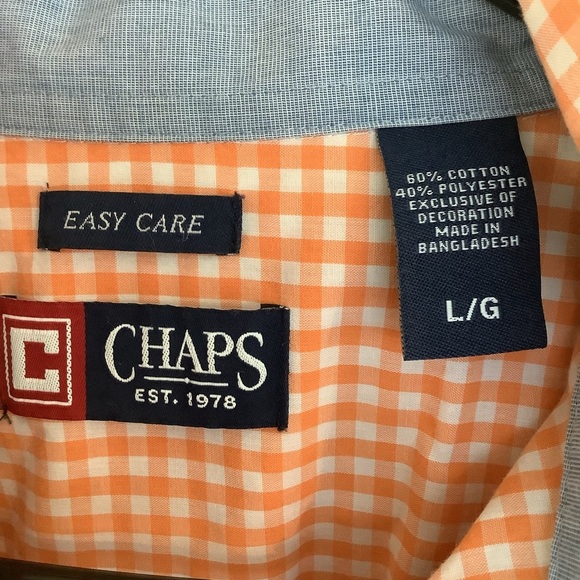 60% COTTON
40% POLYESTER
EXCLUSIVE OF
DECORATION
MADE IN
BANGLADESH
L/G
EASY CARE
C
CHAPS
EST. 1978